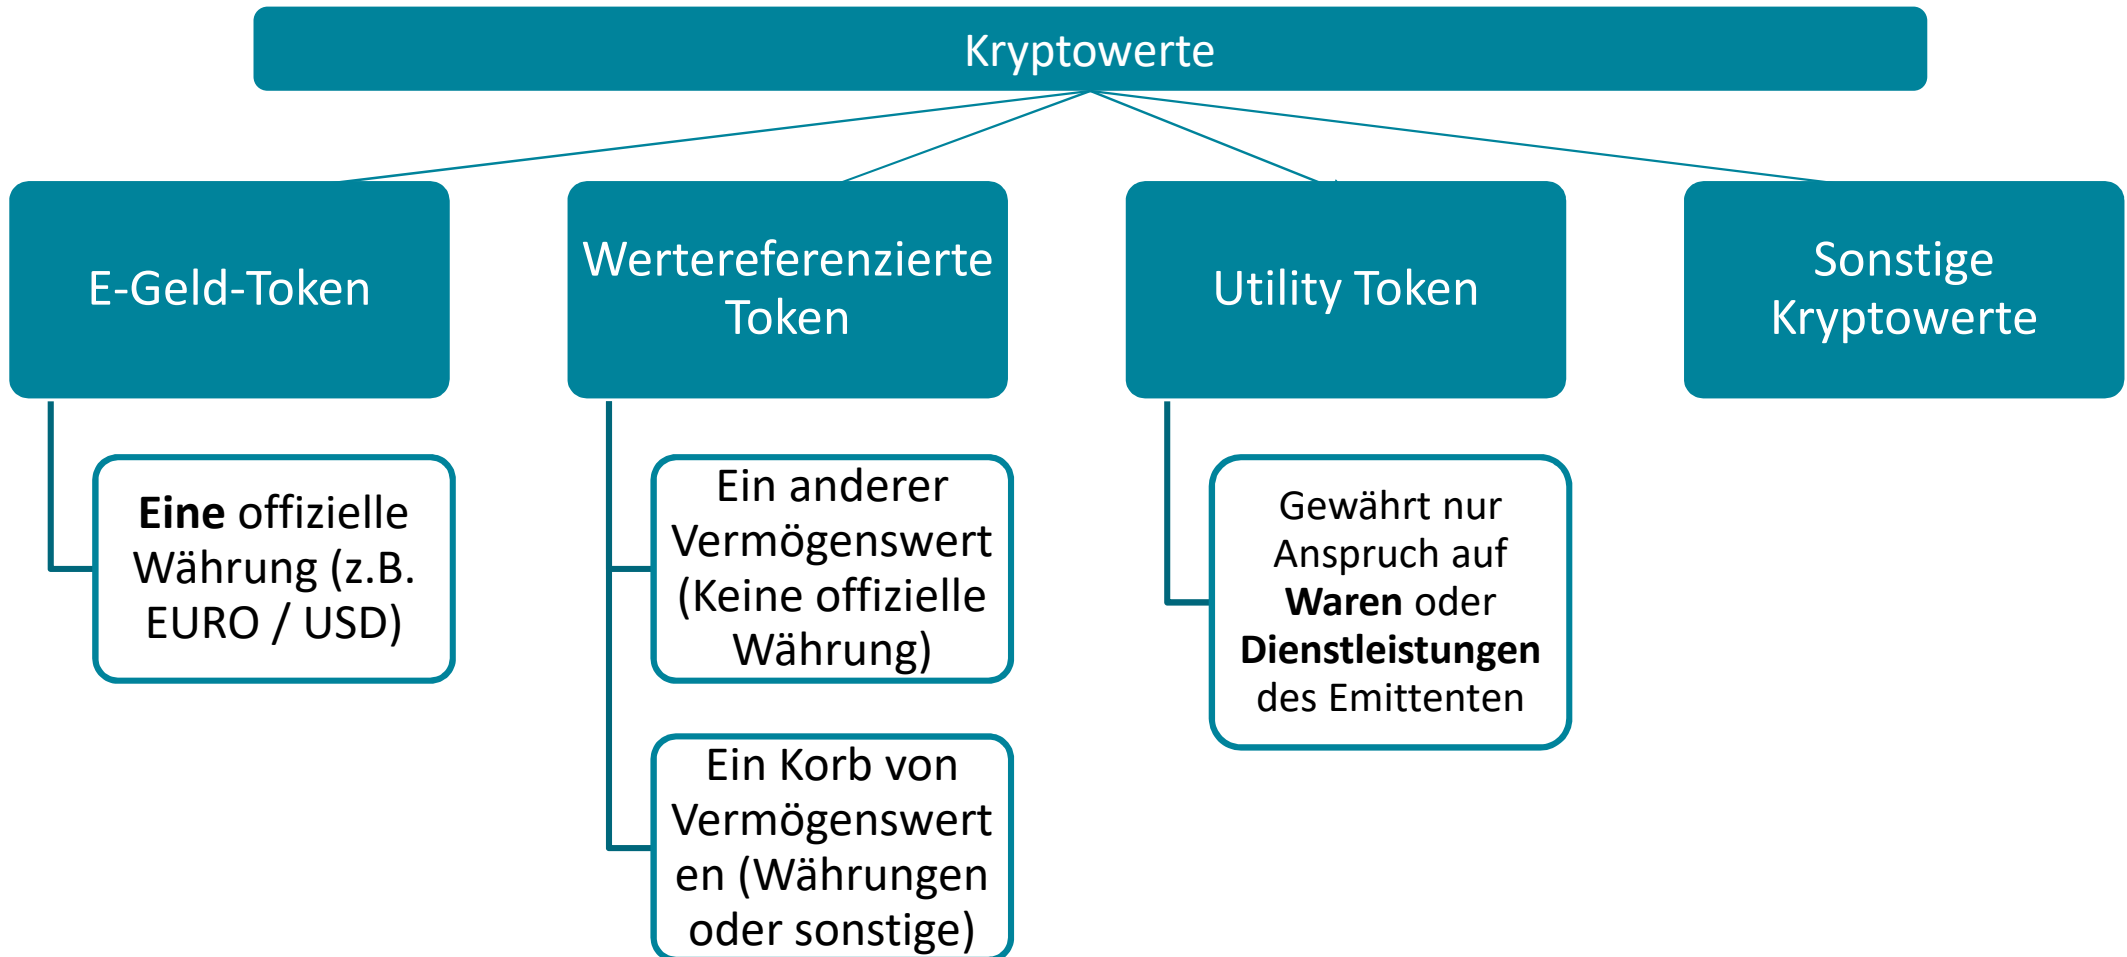 Kryptowerte
E-Geld-Token
Eine offizielle
Währung (z.B.
EURO / USD)
Wertereferenzierte
Token
Ein anderer
Vermögenswert
(Keine offizielle
Währung)
Ein Korb von
Vermögenswert
en (Währungen
oder sonstige)
Utility Token
Gewährt nur
Anspruch auf
Waren oder
Dienstleistungen
des Emittenten
Sonstige
Kryptowerte